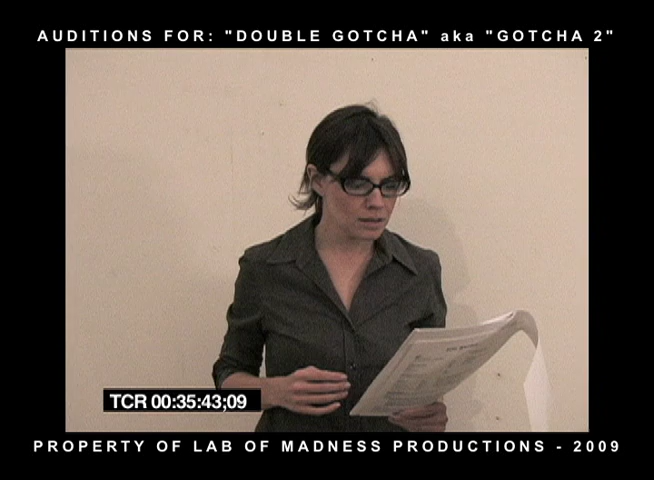 AUDITIONS FOR: "DOUBLE GOTCHA" aka "GOTCHA 2"
TCR 00:35:43;09
PROPERTY OF LAB OF MADNESS PRODUCTIONS - 2009